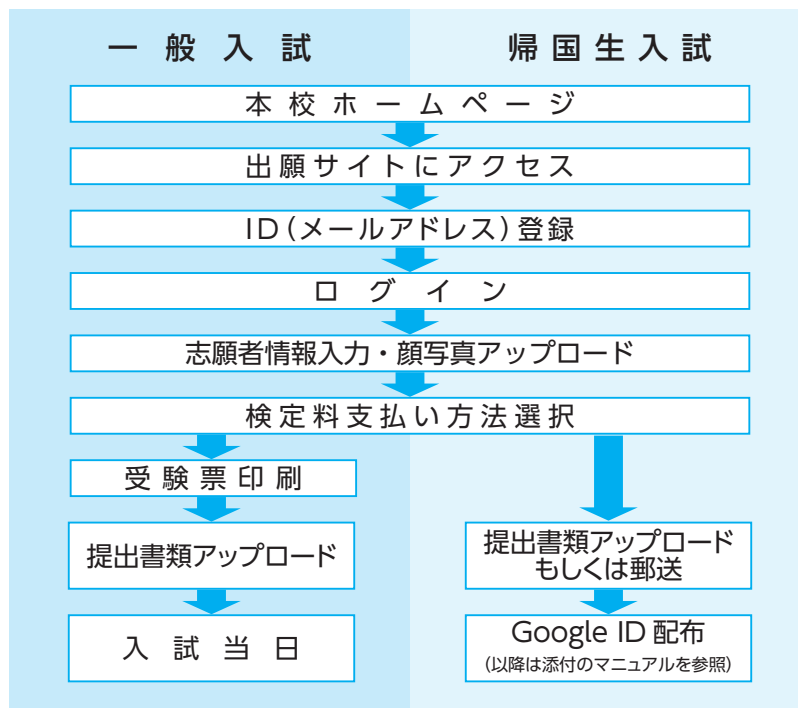 一般入試
帰国生入試
本校ホームページ
出願サイトにアクセス
ID(メールアドレス)登録
ログイン
志願者情報入力・顔写真アップロード
検定料支払い方法選択
受験票印刷
提出書類アップロード
入試当日
提出書類アップロード
もしくは郵送
Google ID 配布
(以降は添付のマニュアルを参照)